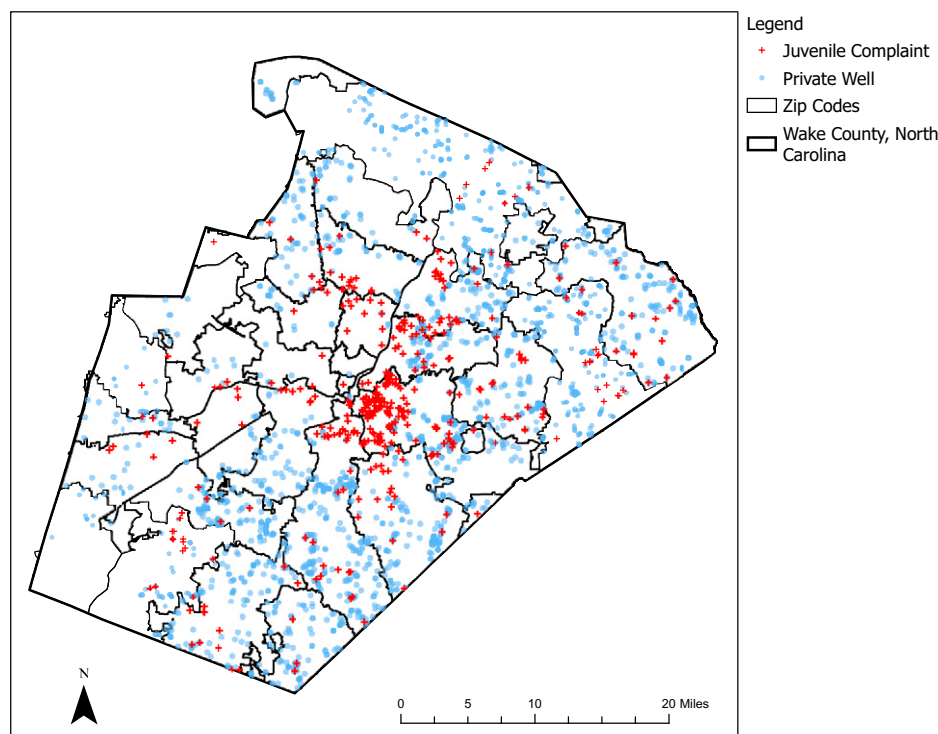 Legend
Juvenile Complaint
Private Well
Zip Codes
Wake County, North
Carolina
N
0 5 10 20 Miles